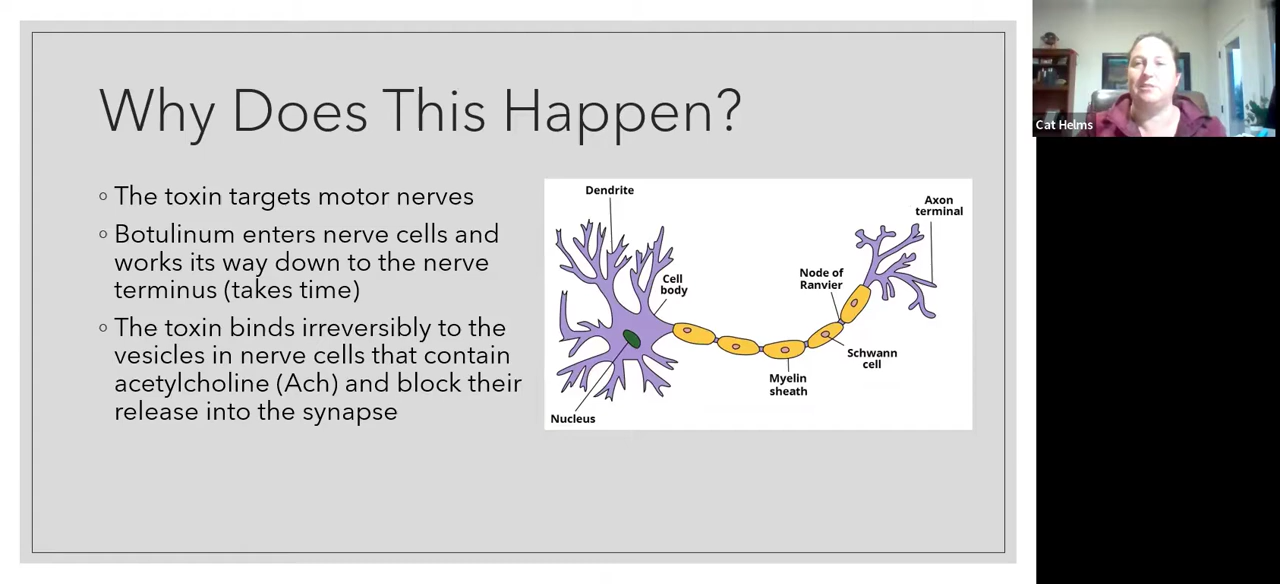 Why Does This Happen?
◦ The toxin targets motor nerves
◦ Botulinum enters nerve cells and
works its way down to the nerve
terminus (takes time)
◦ The toxin binds irreversibly to the
vesicles in nerve cells that contain
acetylcholine (Ach) and block their
release into the synapse
Dendrite
Axon
terminal
Cell
body
Node of
Ranvier
Schwann
cell
Myelin
sheath
Nucleus
Cat Helms